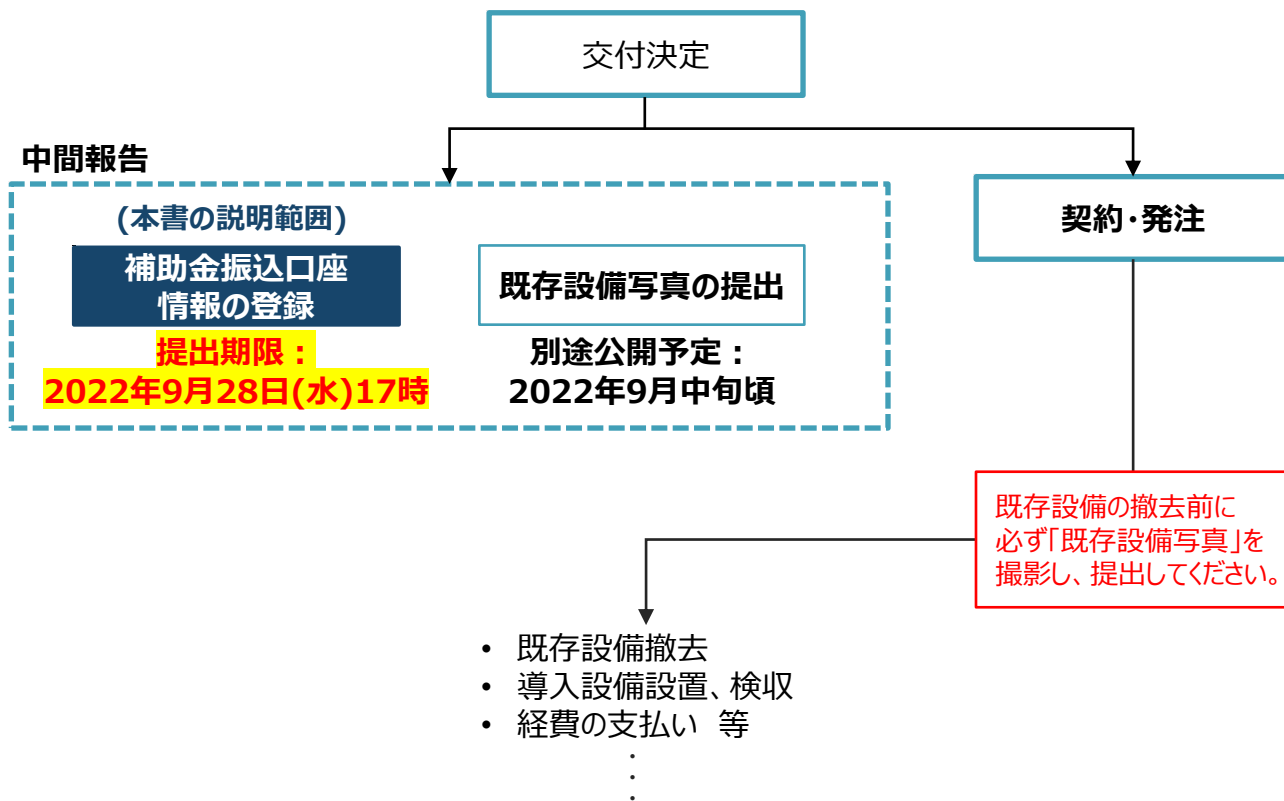 交付決定
中間報告
(本書の説明範囲)
補助金振込口座
情報の登録
提出期限：
2022年9月28日(水)17時
既存設備写真の提出
別途公開予定：
2022年9月中旬頃
契約・発注
既存設備の撤去前に
必ず「既存設備写真」を
撮影し、提出してください。
• 既存設備撤去
• 導入設備設置、検収
• 経費の支払い 等
・
・
・